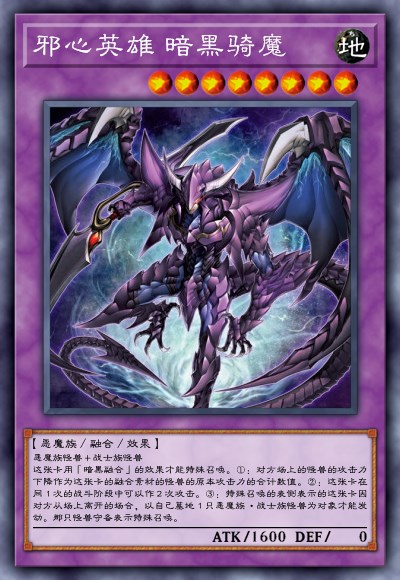 邪心英雄 暗黑骑魔
地
【恶魔族／融合／效果】
恶魔族怪兽＋战士族怪兽
这张卡用「暗黑融合」的效果才能特殊召唤。①：对方场上的怪兽的攻击力
下降作为这张卡的融合素材的怪兽的原本攻击力的合计数值。②：这张卡在
同1次的战斗阶段中可以作2次攻击。③：特殊召唤的表侧表示的这张卡因
对方从场上离开的场合，以自己墓地1只恶魔族·战士族怪兽为对象才能发
动。那只怪兽守备表示特殊召唤。
ATK/1600 DEF/ 0